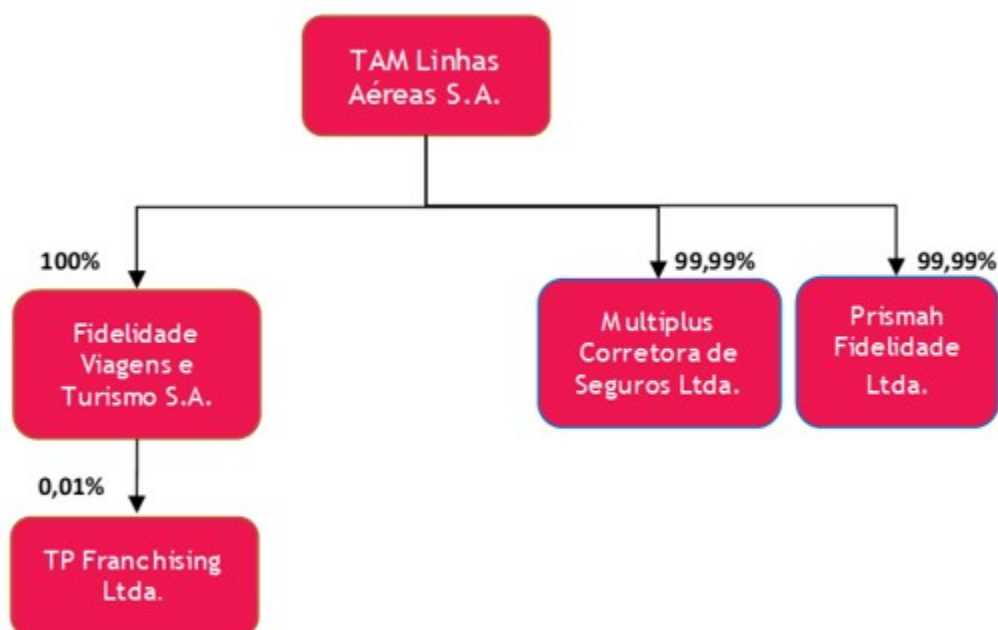 TAM Linhas
Aéreas S.A.
100%
99,99%
99,99%
Fidelidade
Viagens e
Turismo S.A.
Multiplus
Corretora de
Seguros Ltda.
Prismah
Fidelidade
Ltda.
0,01%
TP Franchising
Ltda.